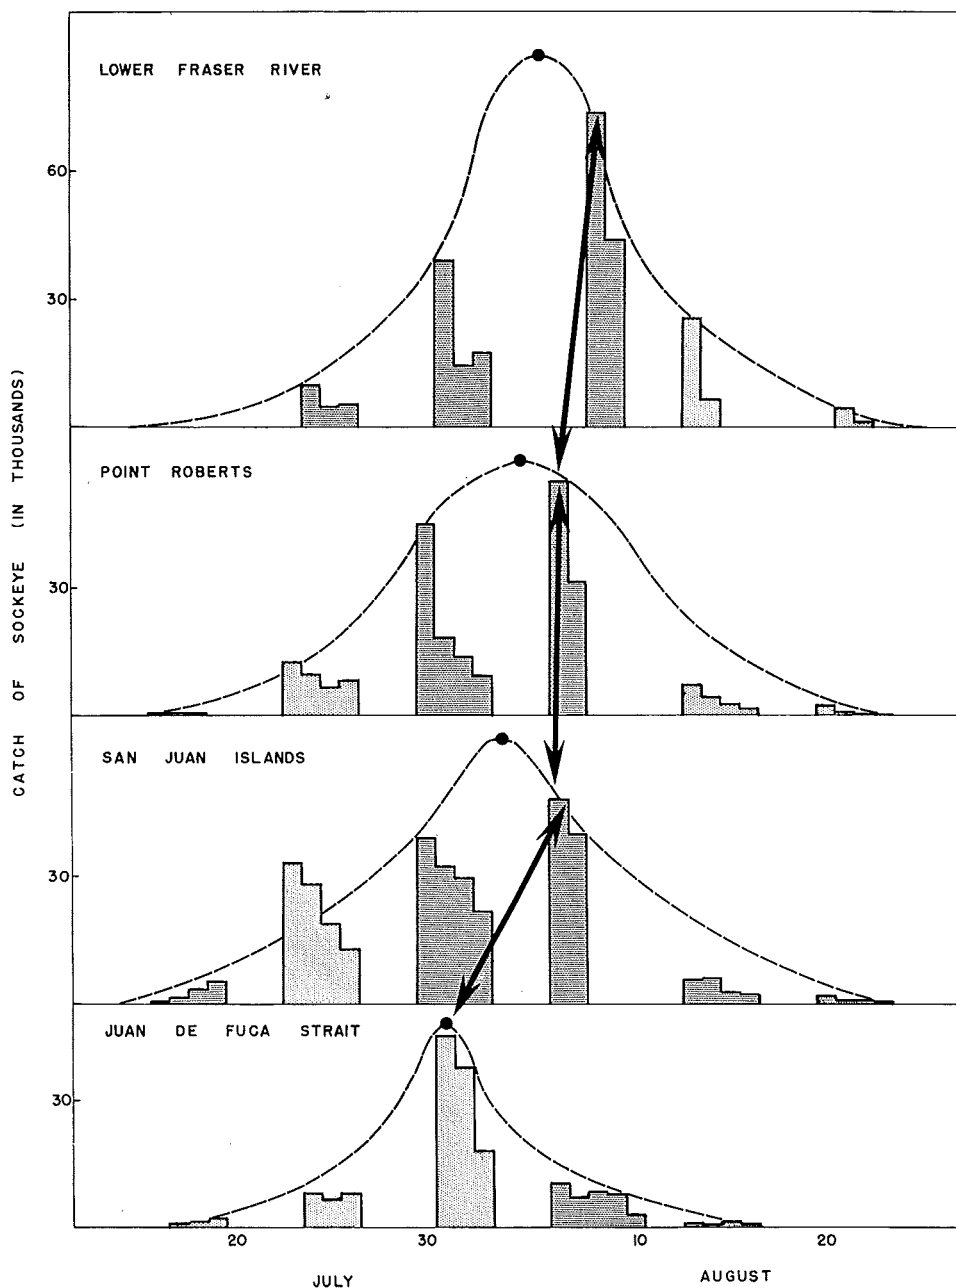 LOWER FRASER RIVER
60
30
POINT ROBERTS
30
SAN JUAN ISLANDS
30
JUAN DE FUCA STRAIT
30
CATCH OF SOCKEYE (IN THOUSANDS)
20 30 10 20
JULY AUGUST